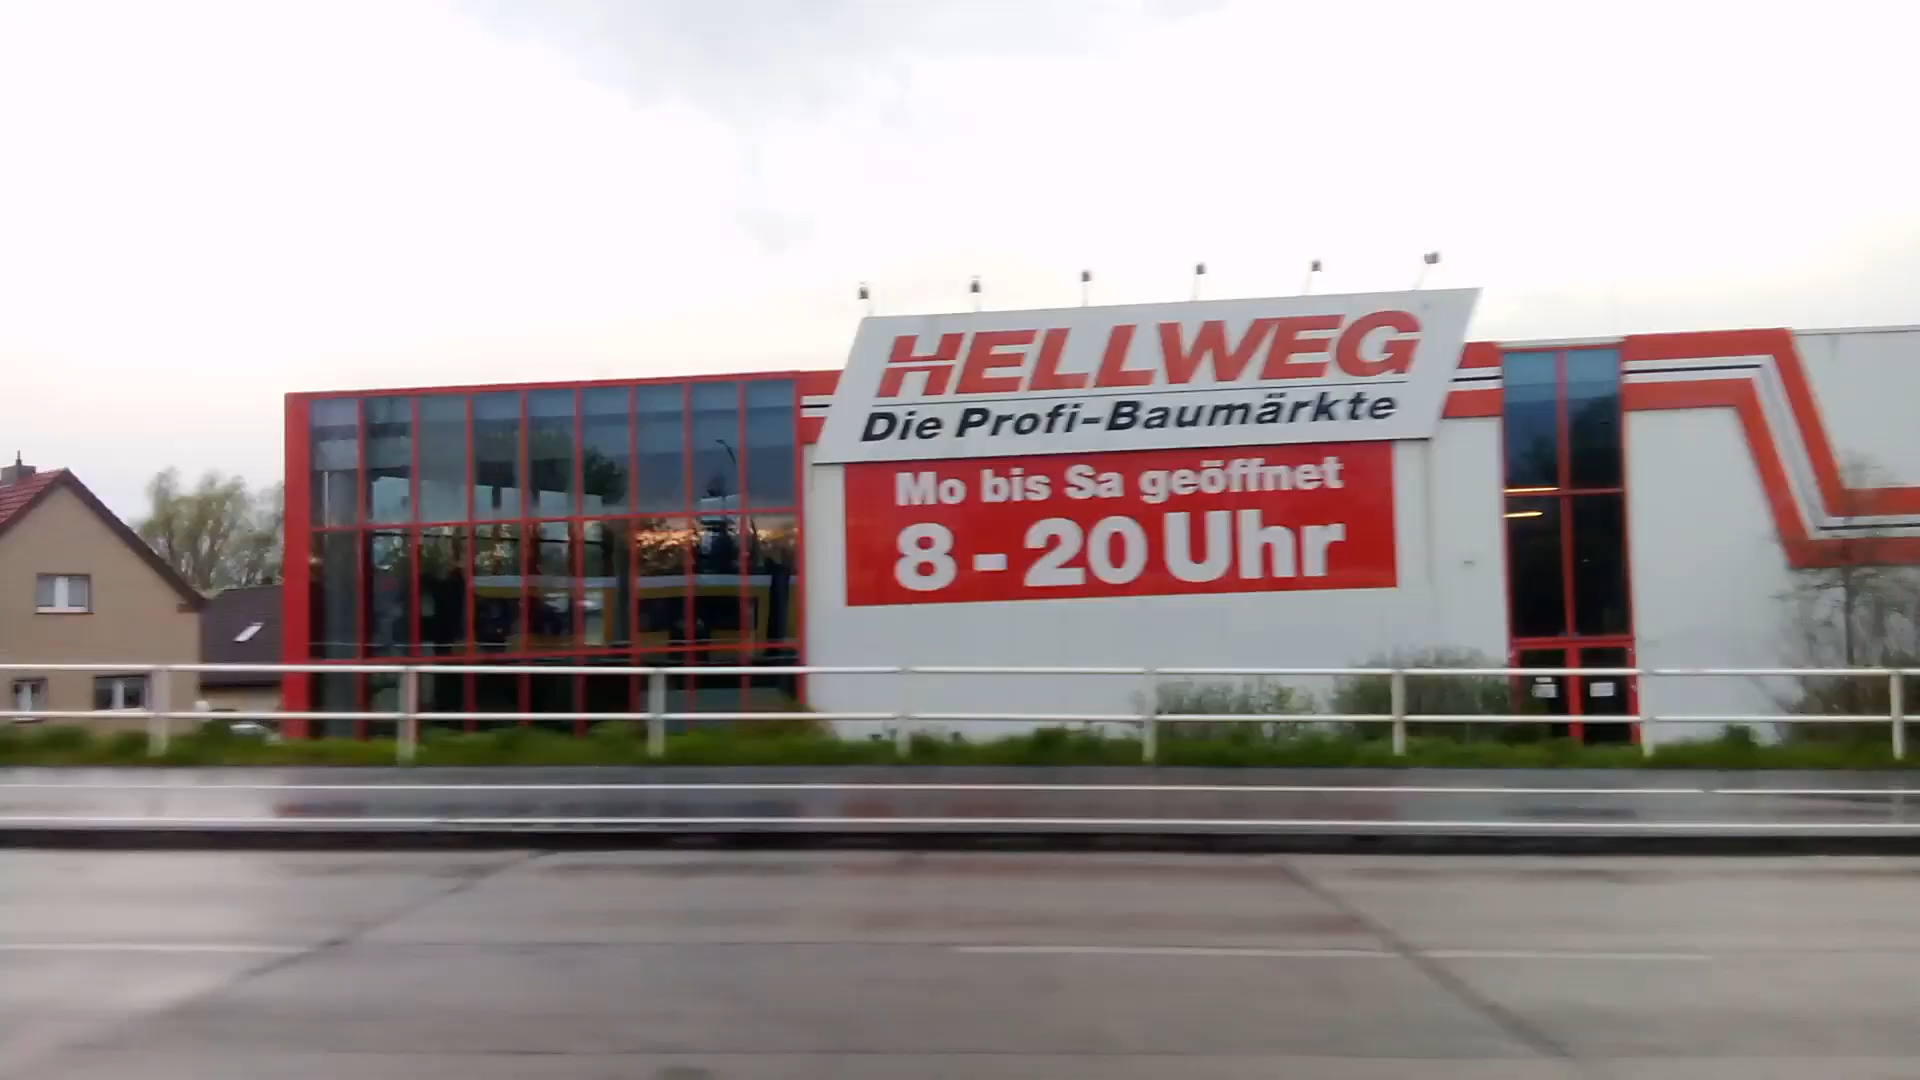 HELLWEG
Die Profi-Baumärkte
Mo bis Sa geöffnet
8 - 20 Uhr